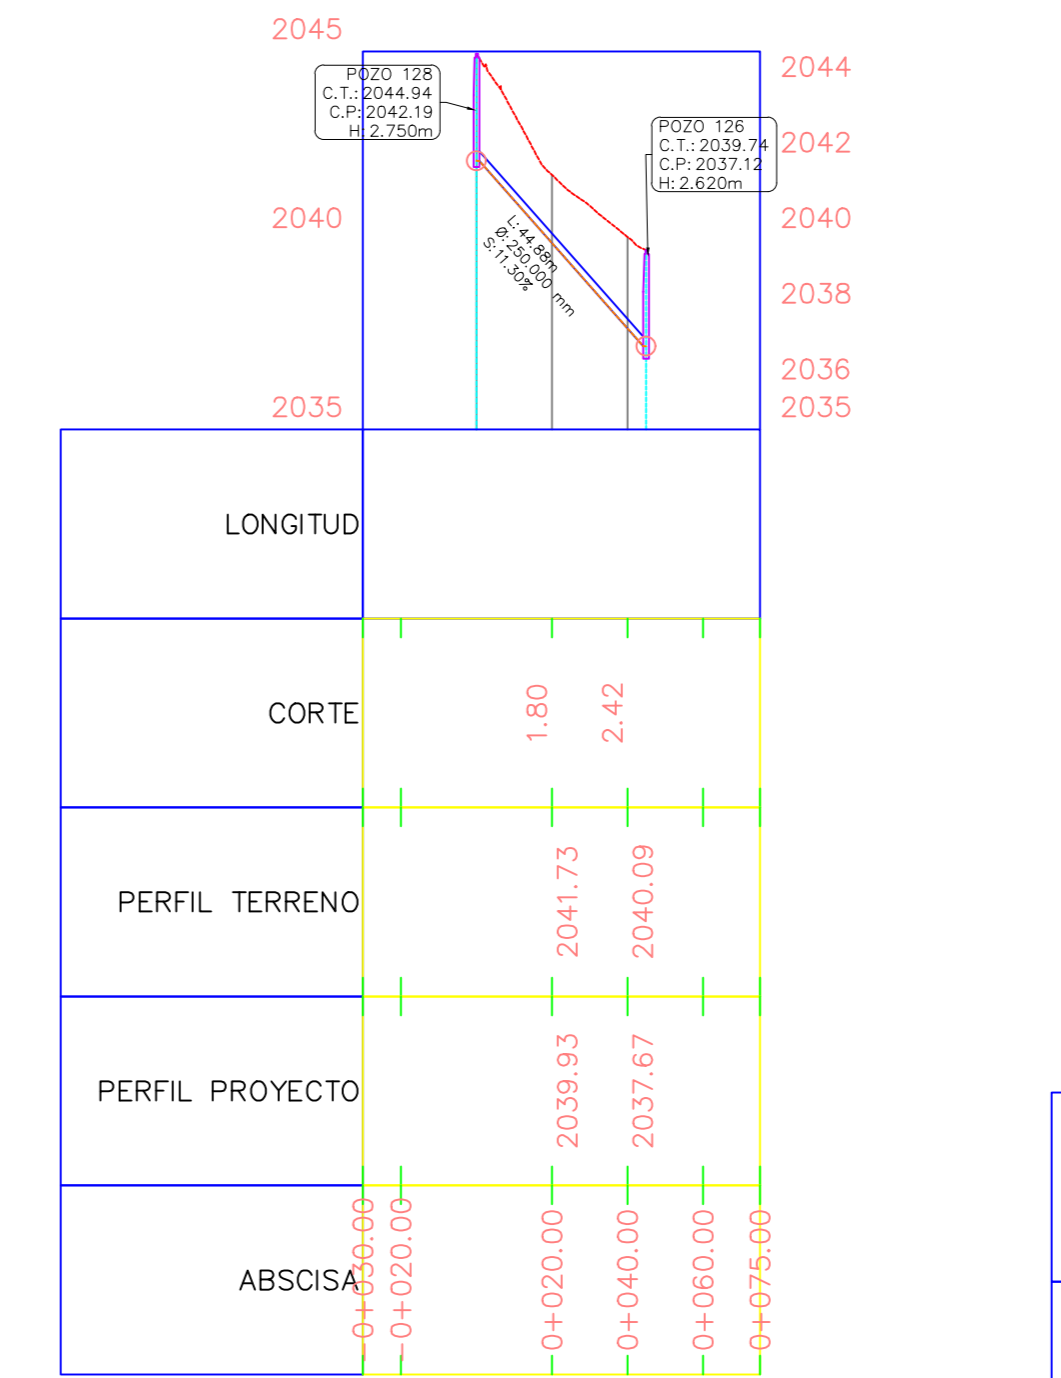 2045
2040
2035
2044
2042
2040
2038
2036
2035
POZO 128
C.T.: 2044.94
C.P: 2042.19
H: 2.750m
POZO 126
C.T.: 2039.74
C.P: 2037.12
H: 2.620m
L: 44.88m
Ø: 250.000 mm
S: 11.30%
LONGITUD
CORTE
1.80
2.42
PERFIL TERRENO
2041.73
2040.09
PERFIL PROYECTO
2039.93
2037.67
ABSCISA
-0+030.00
-0+020.00
0+020.00
0+040.00
0+060.00
0+075.00